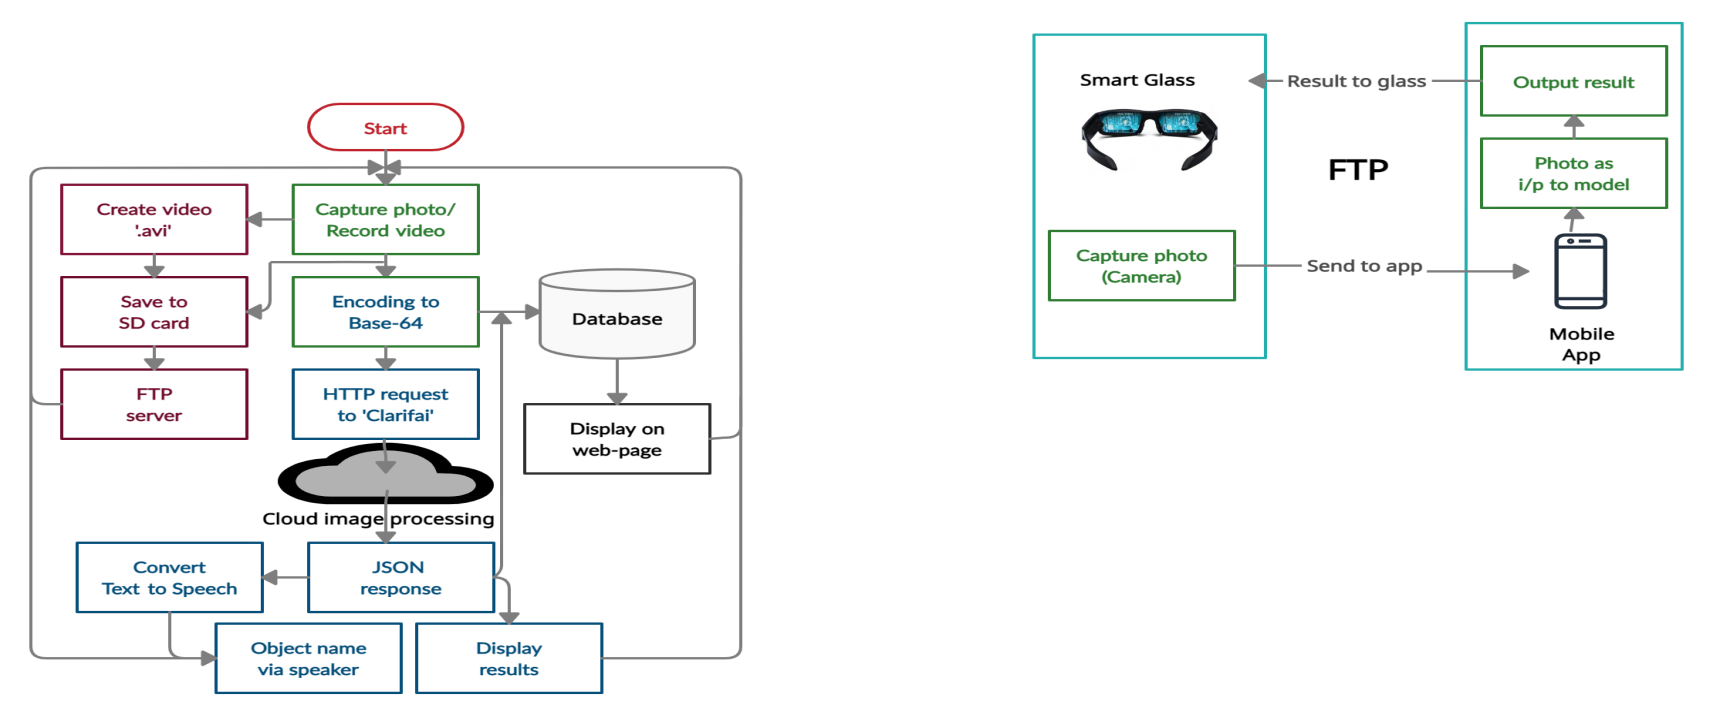 Start
Create video
'.avi'
Capture photo/
Record video
Save to
SD card
Encoding to
Base-64
Database
FTP
server
HTTP request
to 'Clarifai'
Display on
web-page
Cloud image processing
Convert
Text to Speech
JSON
response
Object name
via speaker
Display
results
Smart Glass
Result to glass
Output result
FTP
Photo as
i/p to model
Capture photo
(Camera)
Send to app
Mobile
App